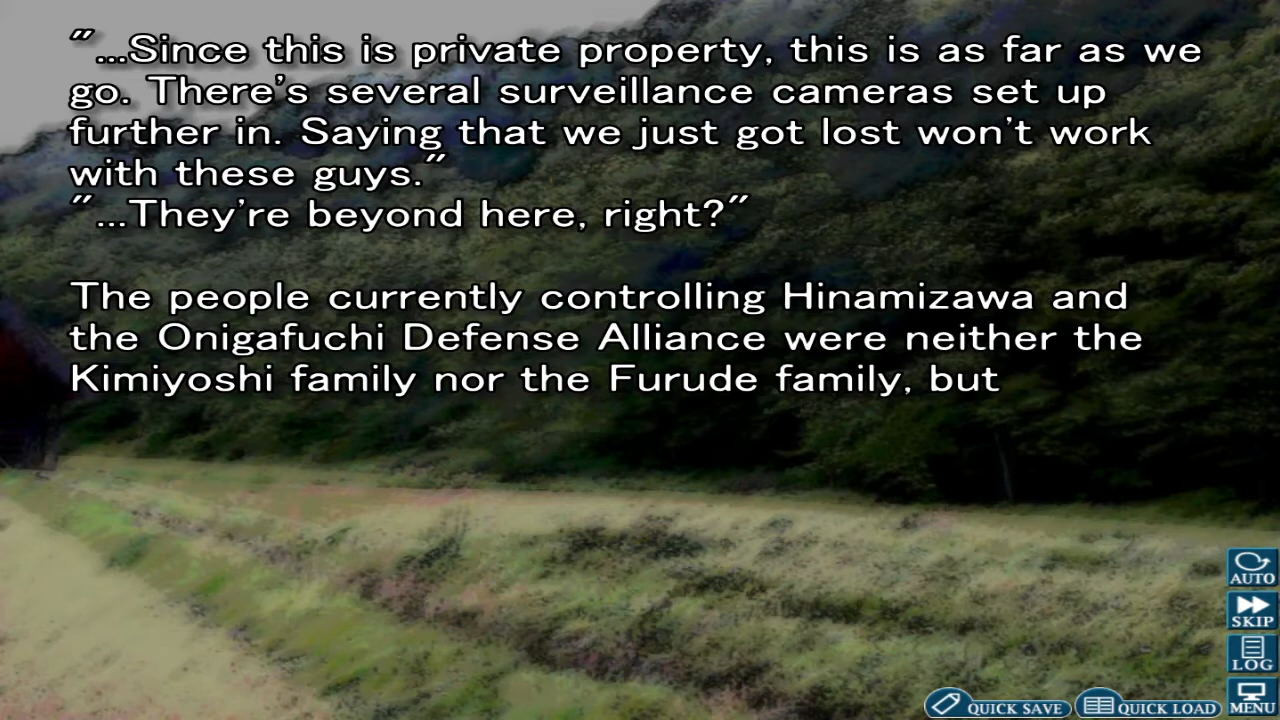 "...Since this is private property, this is as far as we
go. There's several surveillance cameras set up
further in. Saying that we just got lost won't work
with these guys."
"...They're beyond here, right?"
The people currently controlling Hinamizawa and
the Onigafuchi Defense Alliance were neither the
Kimiyoshi family nor the Furude family, but
AUTO
SKIP
LOG
MENU
QUICK SAVE
QUICK LOAD